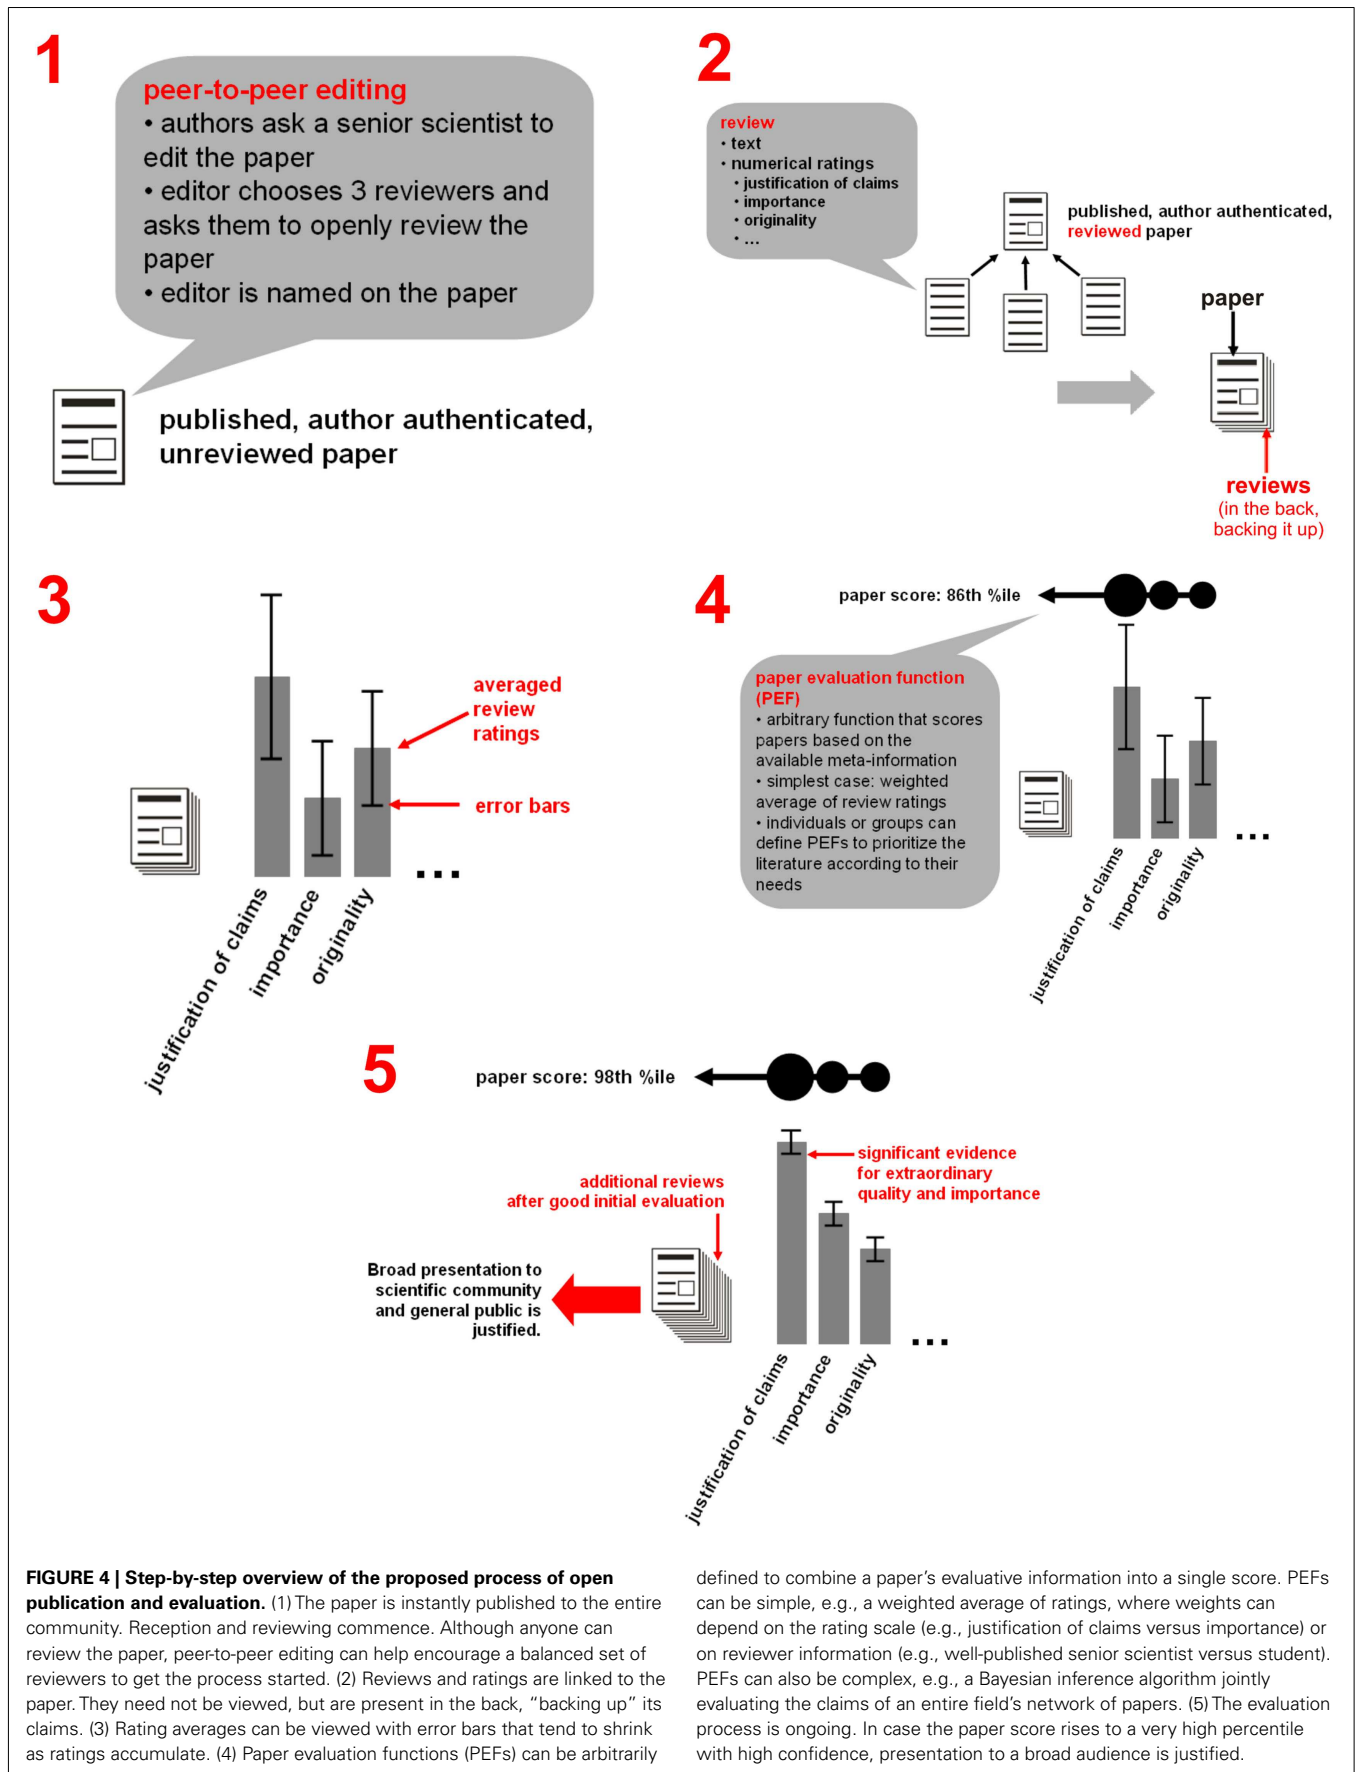 1
peer-to-peer editing
• authors ask a senior scientist to
edit the paper
• editor chooses 3 reviewers and
asks them to openly review the
paper
• editor is named on the paper
published, author authenticated,
unreviewed paper
2
review
• text
• numerical ratings
• justification of claims
• importance
• originality
• ...
published, author authenticated,
reviewed paper
paper
reviews
(in the back,
backing it up)
3
averaged
review
ratings
error bars
...
justification of claims
importance
originality
4
paper score: 86th %ile
paper evaluation function
(PEF)
• arbitrary function that scores
papers based on the
available meta-information
• simplest case: weighted
average of review ratings
• individuals or groups can
define PEFs to prioritize the
literature according to their
needs
...
justification of claims
importance
originality
5
paper score: 98th %ile
significant evidence
for extraordinary
quality and importance
additional reviews
after good initial evaluation
Broad presentation to
scientific community
and general public is
justified.
...
justification of claims
importance
originality
FIGURE 4 | Step-by-step overview of the proposed process of open
publication and evaluation. (1) The paper is instantly published to the entire
community. Reception and reviewing commence. Although anyone can
review the paper, peer-to-peer editing can help encourage a balanced set of
reviewers to get the process started. (2) Reviews and ratings are linked to the
paper. They need not be viewed, but are present in the back, “backing up” its
claims. (3) Rating averages can be viewed with error bars that tend to shrink
as ratings accumulate. (4) Paper evaluation functions (PEFs) can be arbitrarily
defined to combine a paper’s evaluative information into a single score. PEFs
can be simple, e.g., a weighted average of ratings, where weights can
depend on the rating scale (e.g., justification of claims versus importance) or
on reviewer information (e.g., well-published senior scientist versus student).
PEFs can also be complex, e.g., a Bayesian inference algorithm jointly
evaluating the claims of an entire field’s network of papers. (5) The evaluation
process is ongoing. In case the paper score rises to a very high percentile
with high confidence, presentation to a broad audience is justified.